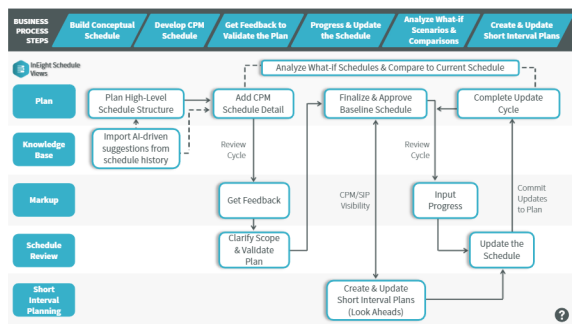 BUSINESS
PROCESS
STEPS
Build Conceptual
Schedule
Develop CPM
Schedule
Get Feedback to
Validate the Plan
Progress & Update
the Schedule
Analyze What-if
Scenarios &
Comparisons
Create & Update
Short Interval Plans
InEight Schedule
Views
Analyze What-If Schedules & Compare to Current Schedule
Plan
Plan High-Level
Schedule Structure
Add CPM
Schedule Detail
Finalize & Approve
Baseline Schedule
Complete Update
Cycle
Knowledge
Base
Import AI-driven
suggestions from
schedule history
Review
Cycle
Review
Cycle
Markup
Get Feedback
CPM/SIP
Visibility
Input
Progress
Commit
Updates
to Plan
Schedule
Review
Clarify Scope
& Validate
Plan
Update the
Schedule
Short
Interval
Planning
Create & Update
Short Interval Plans
(Look Aheads)
?